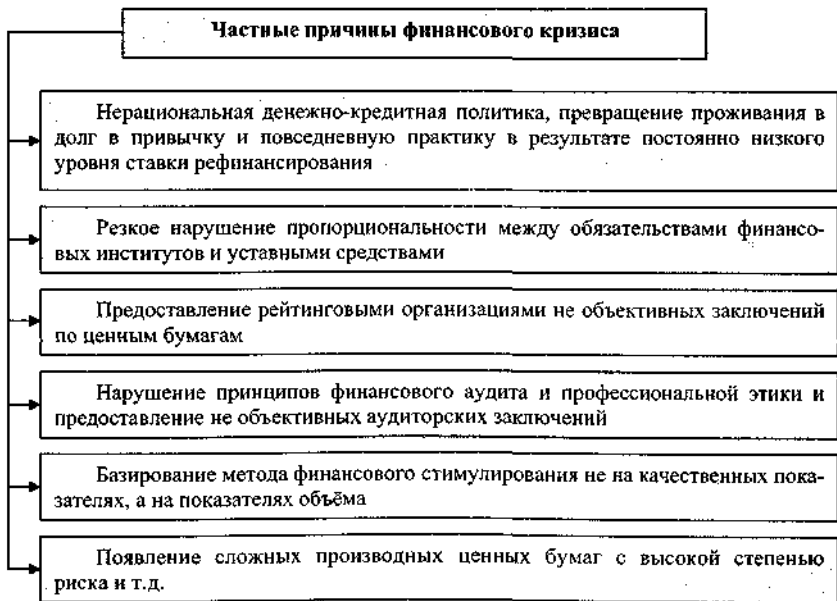 Частные причины финансового кризиса
Нерациональная денежно-кредитная политика, превращение проживания в
долг в привычку и повседневную практику в результате постоянно низкого
уровня ставки рефинансирования
Резкое нарушение пропорциональности между обязательствами финансо-
вых институтов и уставными средствами
Предоставление рейтинговыми организациями не объективных заключений
по ценным бумагам
Нарушение принципов финансового аудита и профессиональной этики и
предоставление не объективных аудиторских заключений
Базирование метода финансового стимулирования не на качественных пока-
зателях, а на показателях объёма
Появление сложных производных ценных бумаг с высокой степенью
риска и т.д.